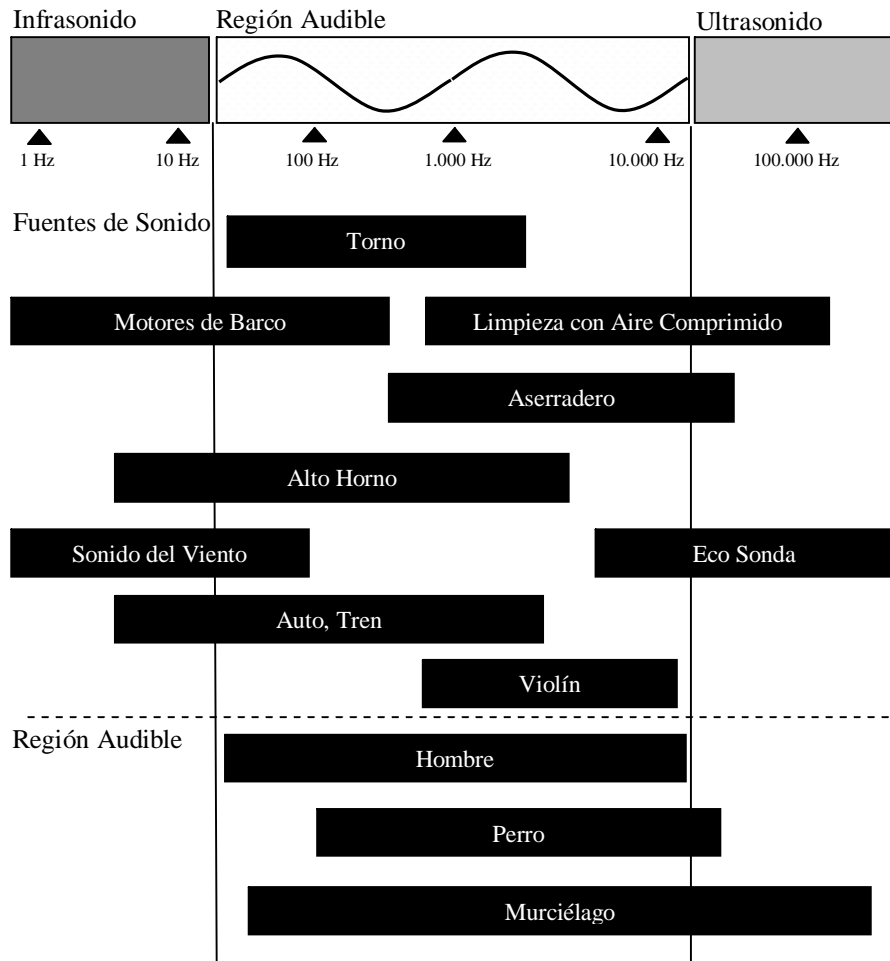 Infrasonido
Región Audible
Ultrasonido
1 Hz
10 Hz
100 Hz
1.000 Hz
10.000 Hz
100.000 Hz
Fuentes de Sonido
Torno
Motores de Barco
Limpieza con Aire Comprimido
Aserradero
Alto Horno
Sonido del Viento
Eco Sonda
Auto, Tren
Violín
Región Audible
Hombre
Perro
Murciélago